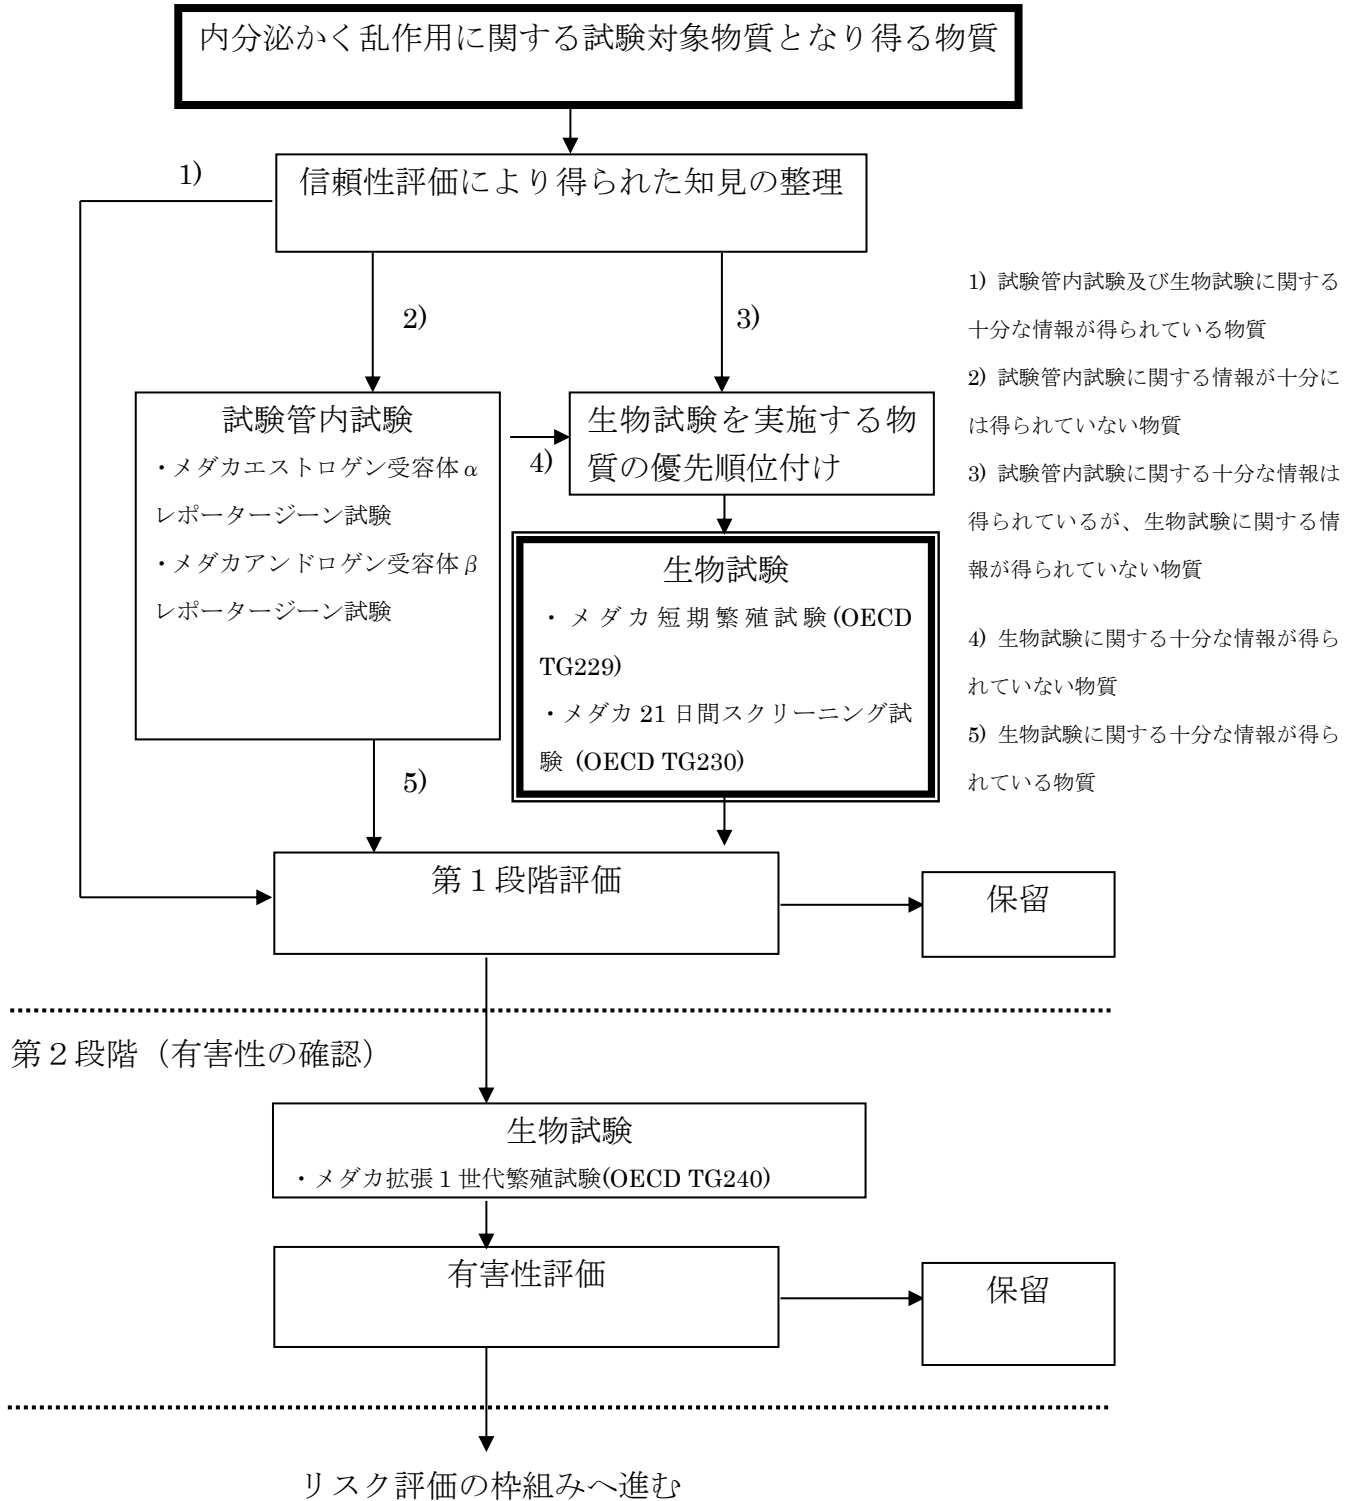 内分泌かく乱作用に関する試験対象物質となり得る物質
1)
信頼性評価により得られた知見の整理
2)
3)
試験管内試験
・メダカエストロゲン受容体α
レポータージーン試験
・メダカアンドロゲン受容体β
レポータージーン試験
4)
生物試験を実施する物
質の優先順位付け
生物試験
・メダカ短期繁殖試験(OECD
TG229)
・メダカ 21 日間スクリーニング試
験 (OECD TG230)
5)
1) 試験管内試験及び生物試験に関する
十分な情報が得られている物質
2) 試験管内試験に関する情報が十分に
は得られていない物質
3) 試験管内試験に関する十分な情報は
得られているが、生物試験に関する情
報が得られていない物質
4) 生物試験に関する十分な情報が得ら
れていない物質
5) 生物試験に関する十分な情報が得ら
れている物質
第１段階評価
保留
第２段階（有害性の確認）
生物試験
・メダカ拡張１世代繁殖試験(OECD TG240)
有害性評価
保留
リスク評価の枠組みへ進む